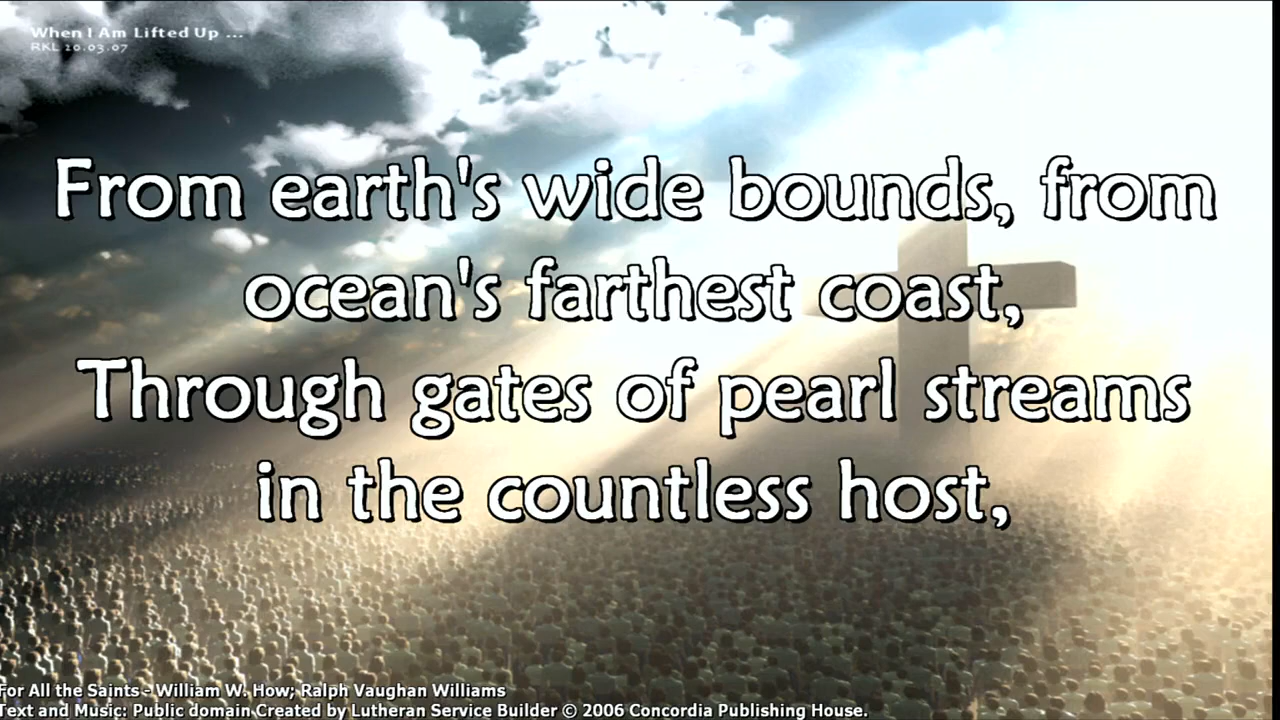 When I Am Lifted Up ...
RKL 20.03.07
From earth's wide bounds, from
ocean's farthest coast,
Through gates of pearl streams
in the countless host,
For All the Saints - William W. How; Ralph Vaughan Williams
Text and Music: Public domain Created by Lutheran Service Builder © 2006 Concordia Publishing House.